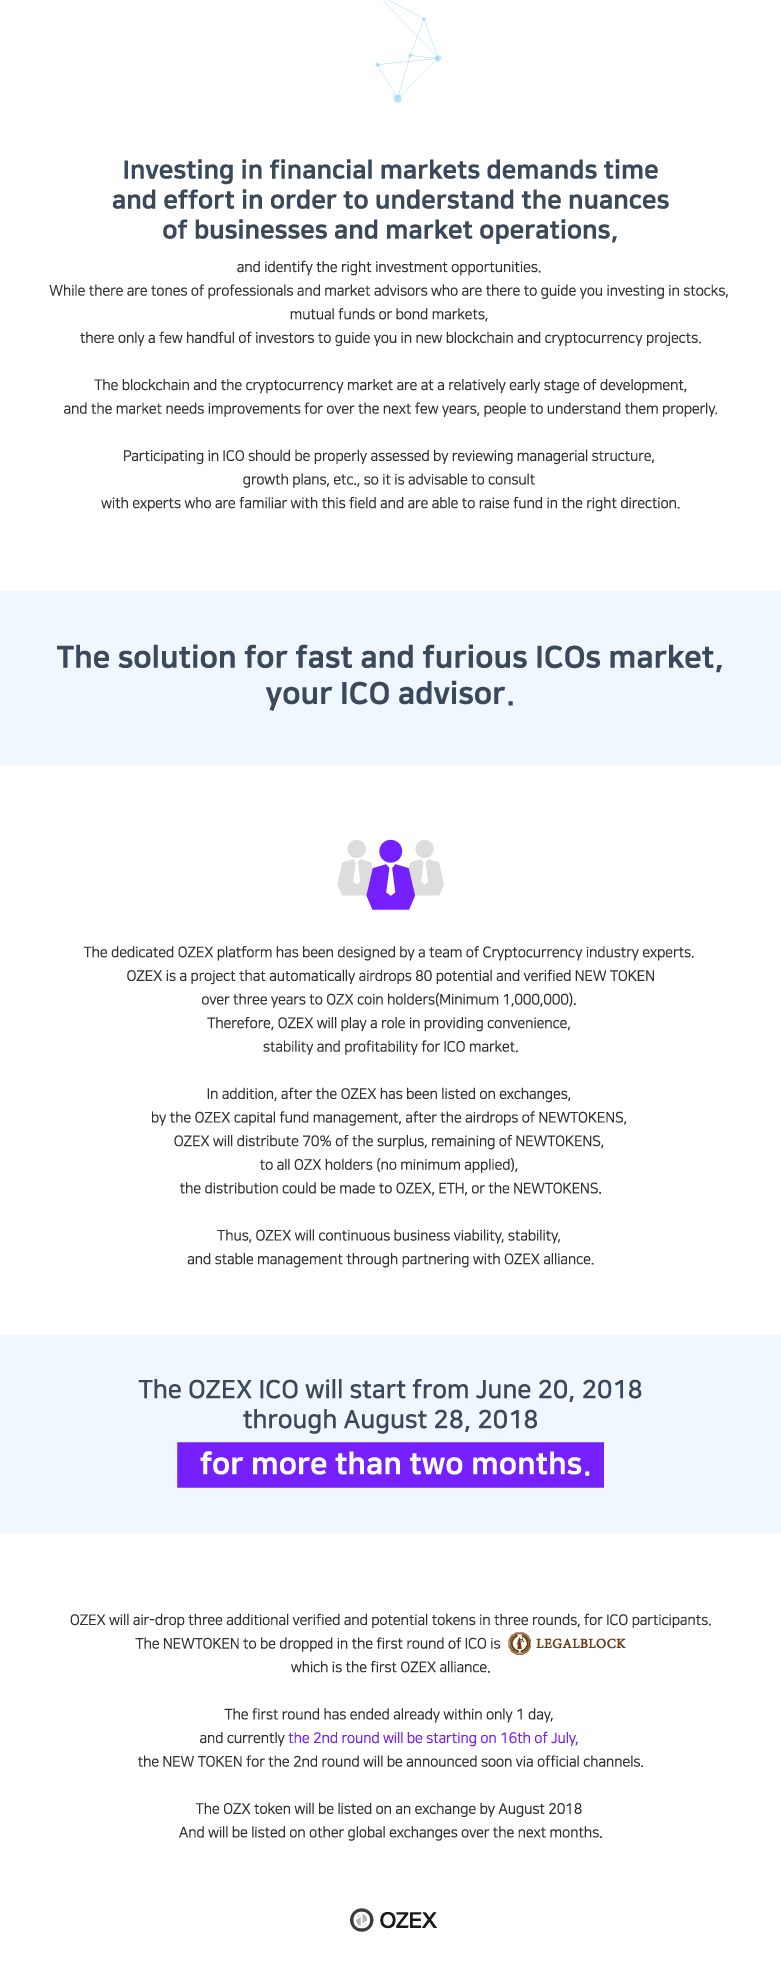 Investing in financial markets demands time
and effort in order to understand the nuances
of businesses and market operations,
and identify the right investment opportunities.
While there are tones of professionals and market advisors who are there to guide you investing in stocks,
mutual funds or bond markets,
there only a few handful of investors to guide you in new blockchain and cryptocurrency projects.
The blockchain and the cryptocurrency market are at a relatively early stage of development,
and the market needs improvements for over the next few years, people to understand them properly.
Participating in ICO should be properly assessed by reviewing managerial structure,
growth plans, etc., so it is advisable to consult
with experts who are familiar with this field and are able to raise fund in the right direction.
The solution for fast and furious ICOs market,
your ICO advisor.
The dedicated OZEX platform has been designed by a team of Cryptocurrency industry experts.
OZEX is a project that automatically airdrops 80 potential and verified NEW TOKEN
over three years to OZX coin holders(Minimum 1,000,000).
Therefore, OZEX will play a role in providing convenience,
stability and profitability for ICO market.
In addition, after the OZEX has been listed on exchanges,
by the OZEX capital fund management, after the airdrops of NEWTOKENS,
OZEX will distribute 70% of the surplus, remaining of NEWTOKENS,
to all OZX holders (no minimum applied),
the distribution could be made to OZEX, ETH, or the NEWTOKENS.
Thus, OZEX will continuous business viability, stability,
and stable management through partnering with OZEX alliance.
The OZEX ICO will start from June 20, 2018
through August 28, 2018
for more than two months.
OZEX will air-drop three additional verified and potential tokens in three rounds, for ICO participants.
The NEWTOKEN to be dropped in the first round of ICO is LEGALBLOCK
which is the first OZEX alliance.
The first round has ended already within only 1 day,
and currently the 2nd round will be starting on 16th of July,
the NEW TOKEN for the 2nd round will be announced soon via official channels.
The OZX token will be listed on an exchange by August 2018
And will be listed on other global exchanges over the next months.
OZEX